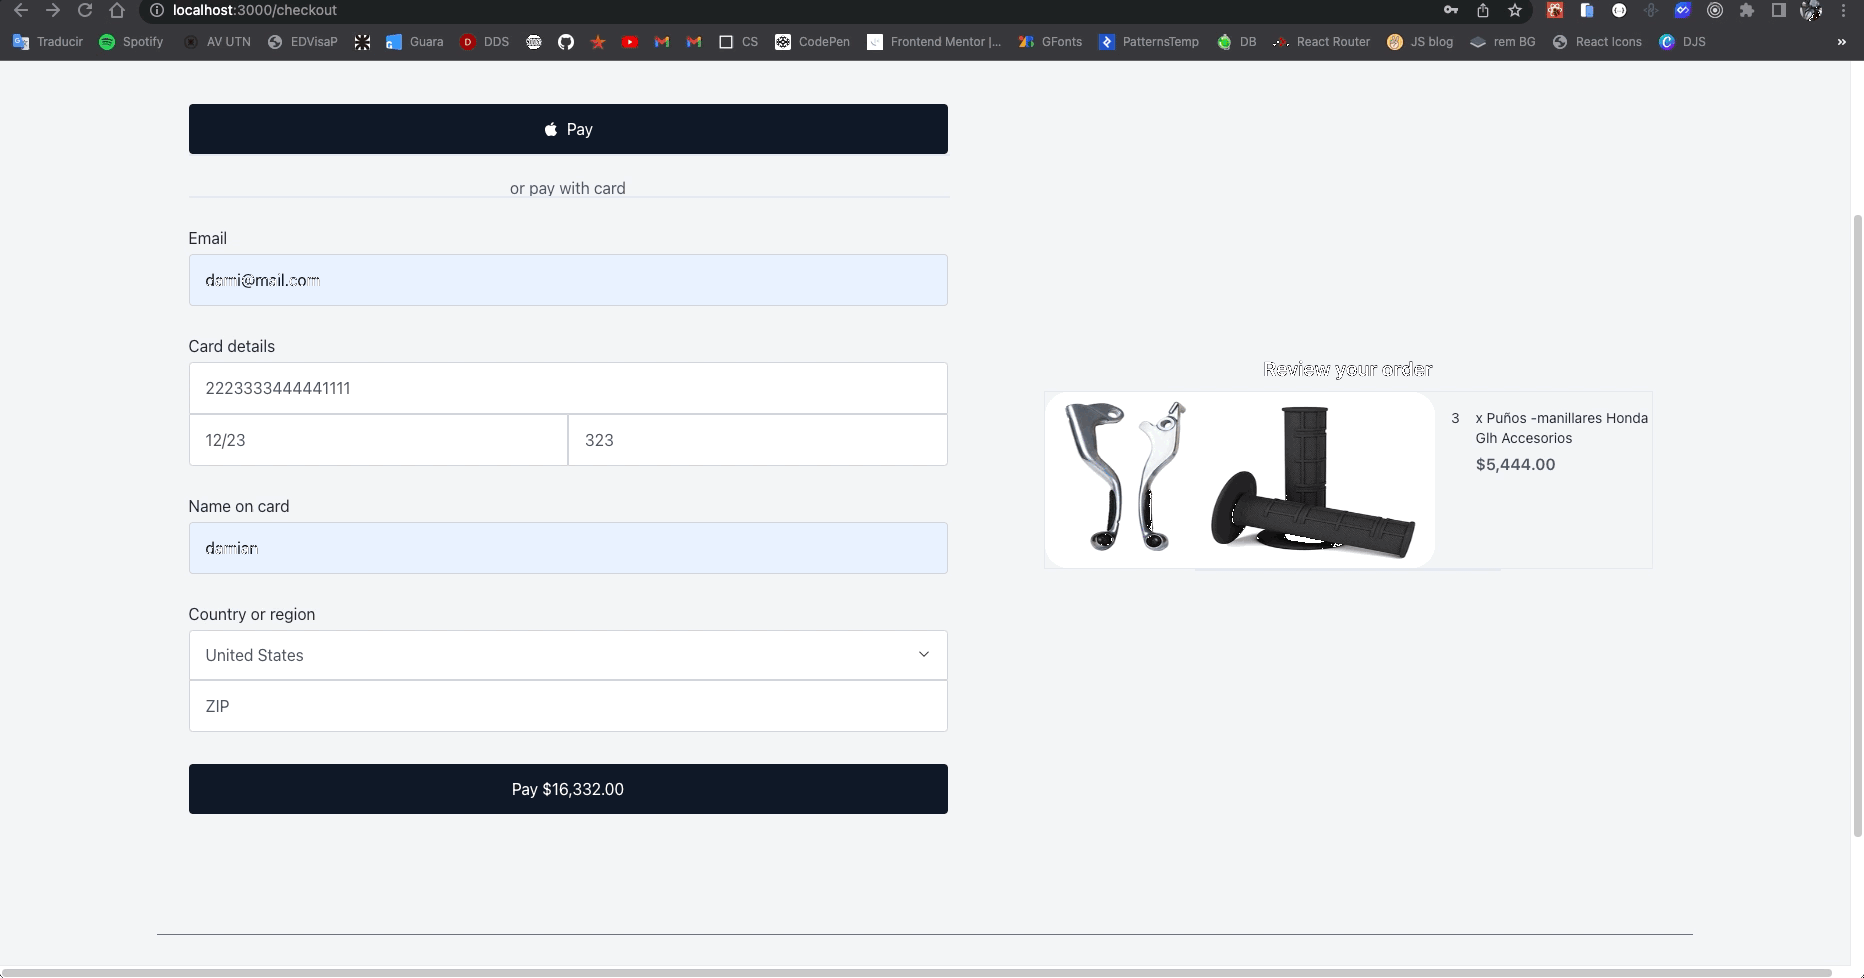 localhost:3000/checkout
Traducir Spotify AV UTN EDVisaP Guara DDS CS CodePen Frontend Mentor |... GFonts PatternsTemp DB React Router JS blog rem BG React Icons DJS »
Pay
or pay with card
Email
dami@mail.com
Card details
2223333444441111
12/23 323
Name on card
damian
Country or region
United States
ZIP
Pay $16,332.00
Review your order
3 x Puños -manillares Honda
Glh Accesorios
$5,444.00